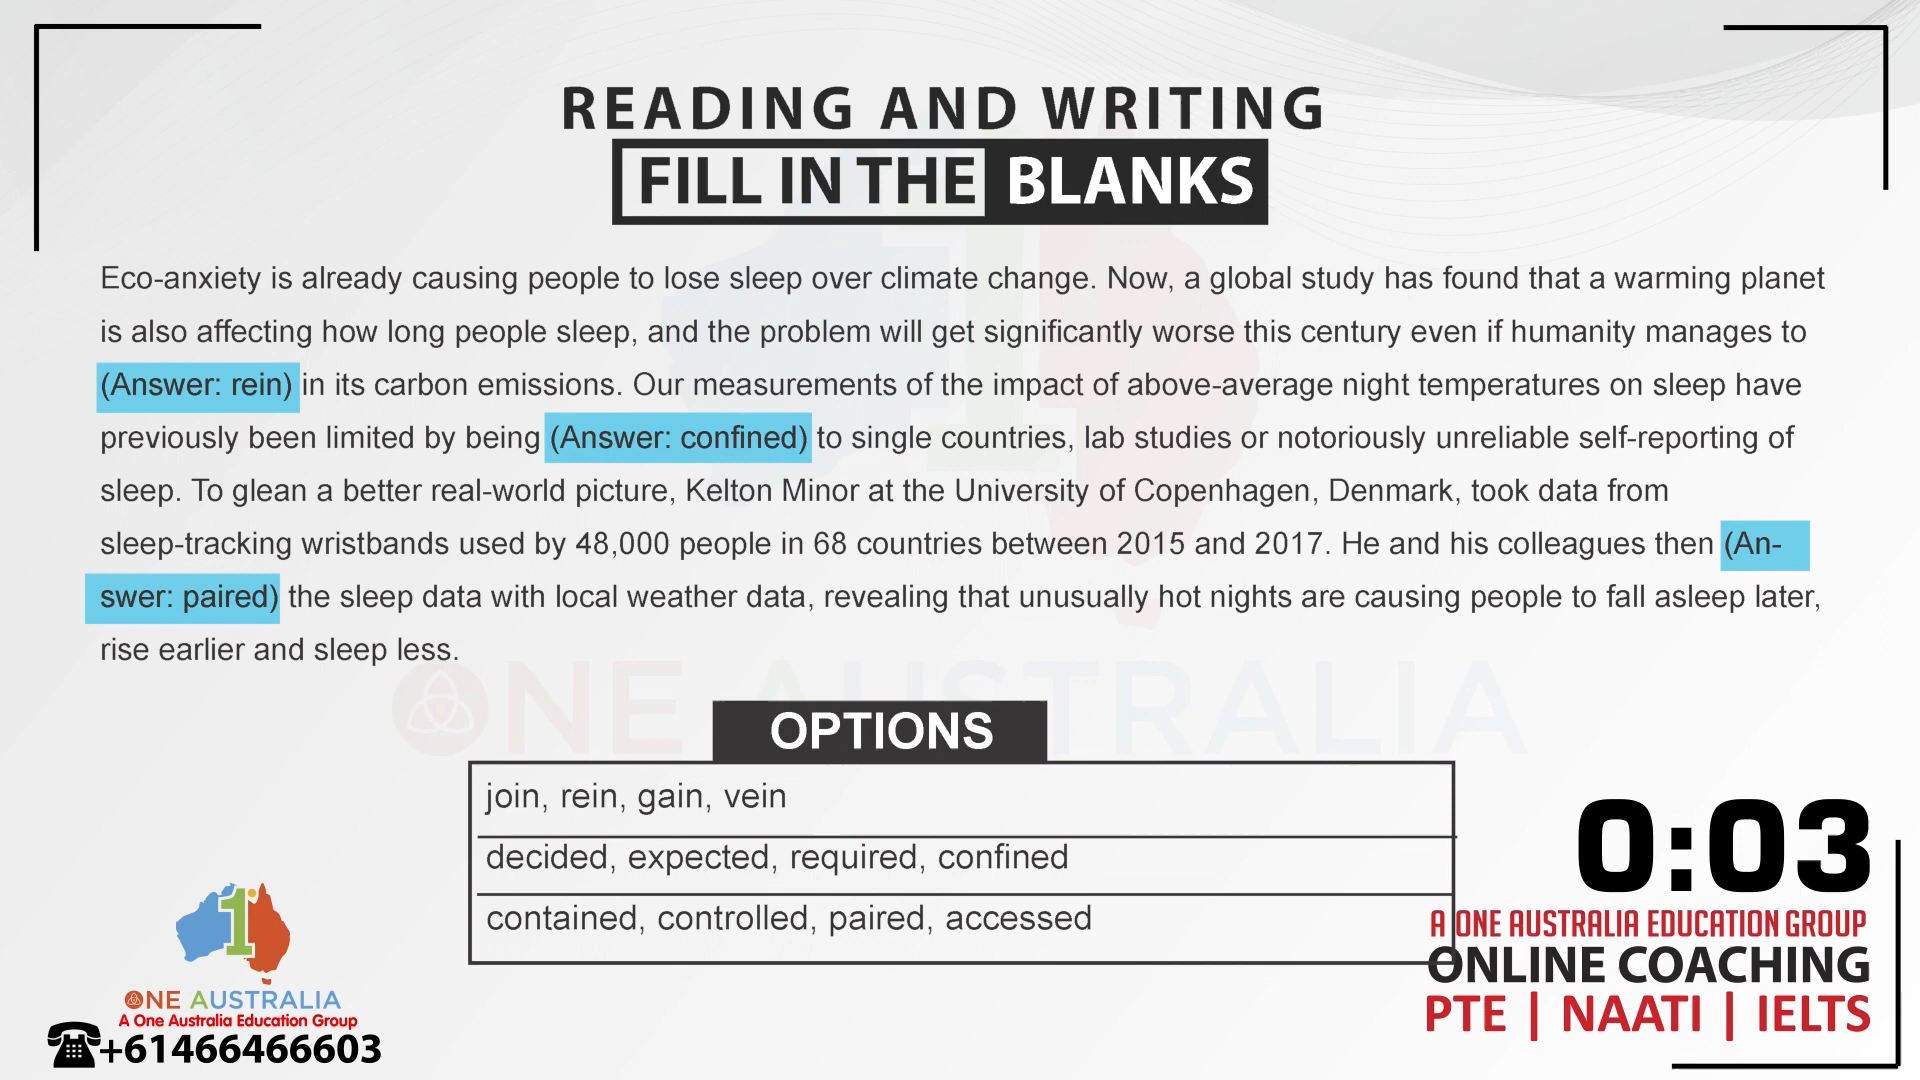 READING AND WRITING
FILL IN THE BLANKS
Eco-anxiety is already causing people to lose sleep over climate change. Now, a global study has found that a warming planet
is also affecting how long people sleep, and the problem will get significantly worse this century even if humanity manages to
(Answer: rein) in its carbon emissions. Our measurements of the impact of above-average night temperatures on sleep have
previously been limited by being (Answer: confined) to single countries, lab studies or notoriously unreliable self-reporting of
sleep. To glean a better real-world picture, Kelton Minor at the University of Copenhagen, Denmark, took data from
sleep-tracking wristbands used by 48,000 people in 68 countries between 2015 and 2017. He and his colleagues then (An-
swer: paired) the sleep data with local weather data, revealing that unusually hot nights are causing people to fall asleep later,
rise earlier and sleep less.
ONE AUSTRALIA
OPTIONS
join, rein, gain, vein
decided, expected, required, confined
contained, controlled, paired, accessed
0:03
A ONE AUSTRALIA EDUCATION GROUP
ONLINE COACHING
PTE | NAATI | IELTS
1
ONE AUSTRALIA
A One Australia Education Group
+61466466603